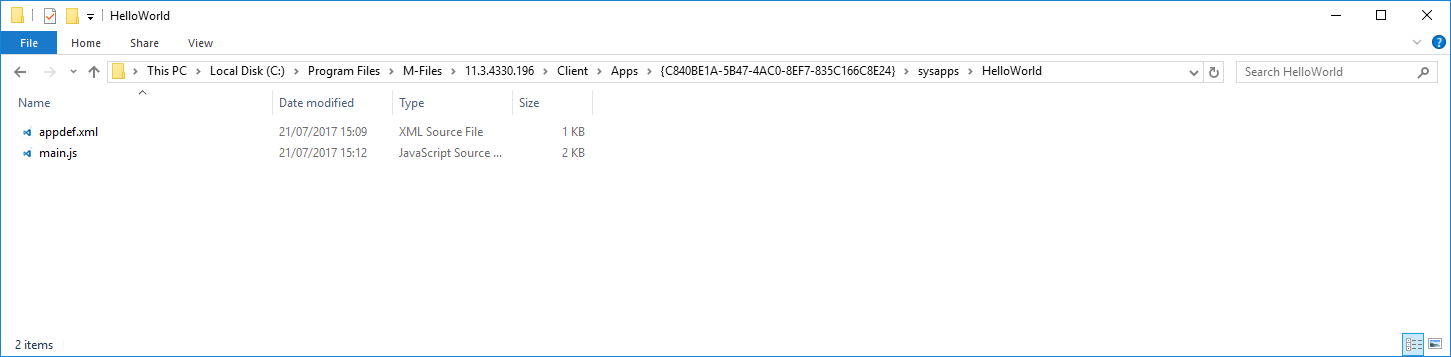 HelloWorld
File Home Share View
This PC Local Disk (C:) Program Files M-Files 11.3.4330.196 Client Apps {C840BE1A-5B47-4AC0-8EF7-835C166C8E24} sysapps HelloWorld Search HelloWorld
Name Date modified Type Size
appdef.xml 21/07/2017 15:09 XML Source File 1 KB
main.js 21/07/2017 15:12 JavaScript Source ... 2 KB
2 items